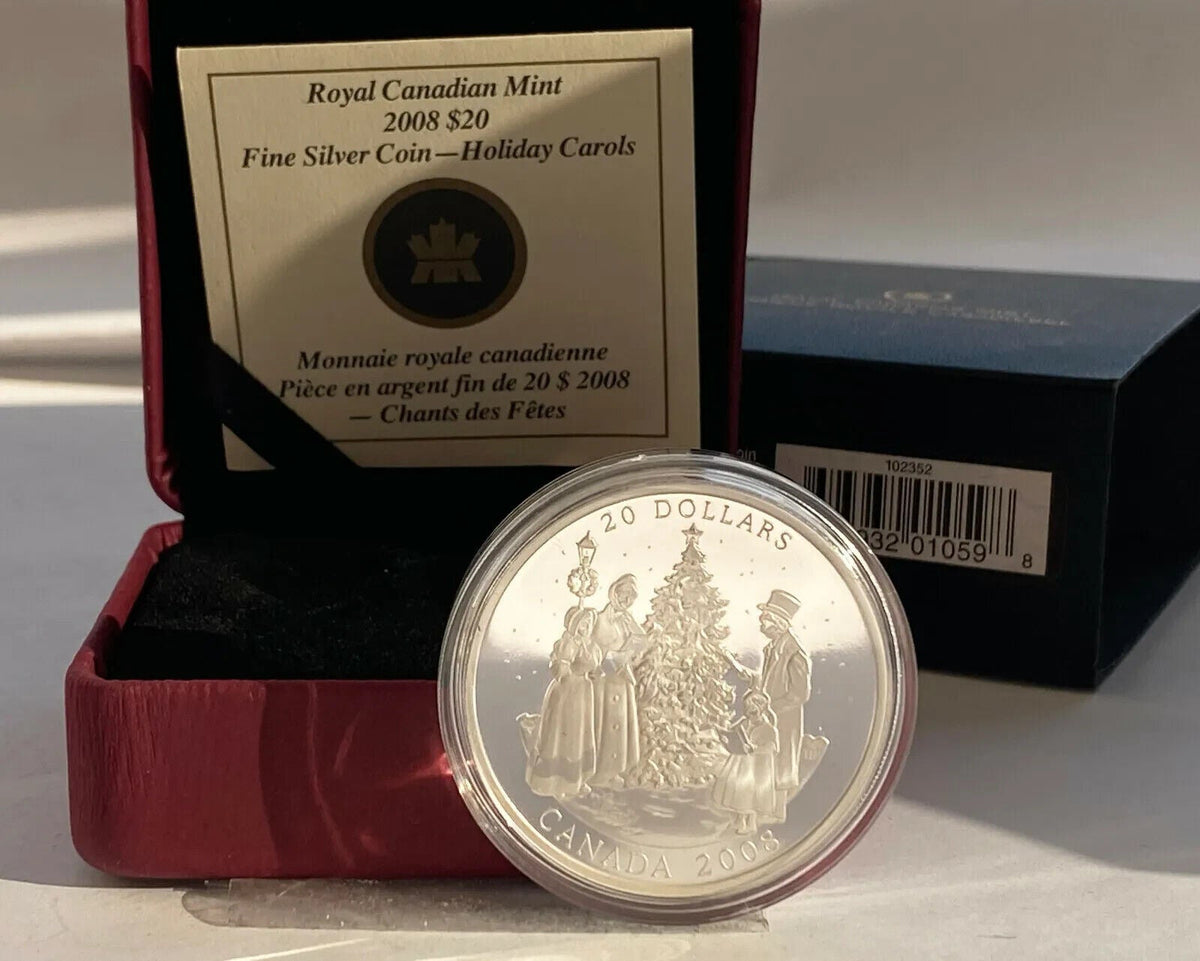 Royal Canadian Mint
2008 $20
Fine Silver Coin—Holiday Carols
Monnaie royale canadienne
Pièce en argent fin de 20 $ 2008
— Chants des Fêtes
102352
32 01059 8
20 DOLLARS
CANADA 2008